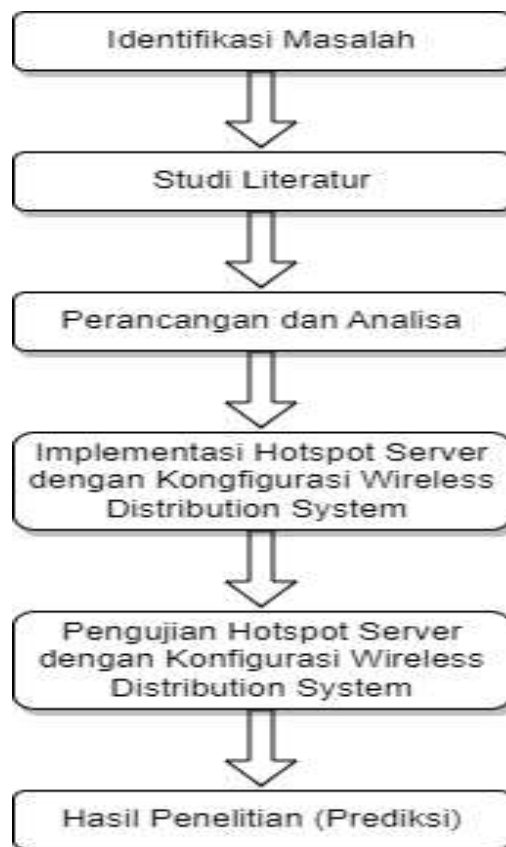 Identifikasi Masalah
Studi Literatur
Perancangan dan Analisa
Implementasi Hotspot Server
dengan Kongfigurasi Wireless
Distribution System
Pengujian Hotspot Server
dengan Konfigurasi Wireless
Distribution System
Hasil Penelitian (Prediksi)